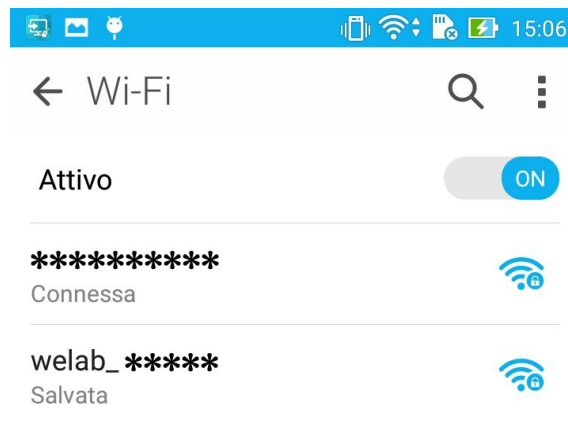 15:06
Wi-Fi
Attivo
ON
**********
Connessa
welab_*****
Salvata